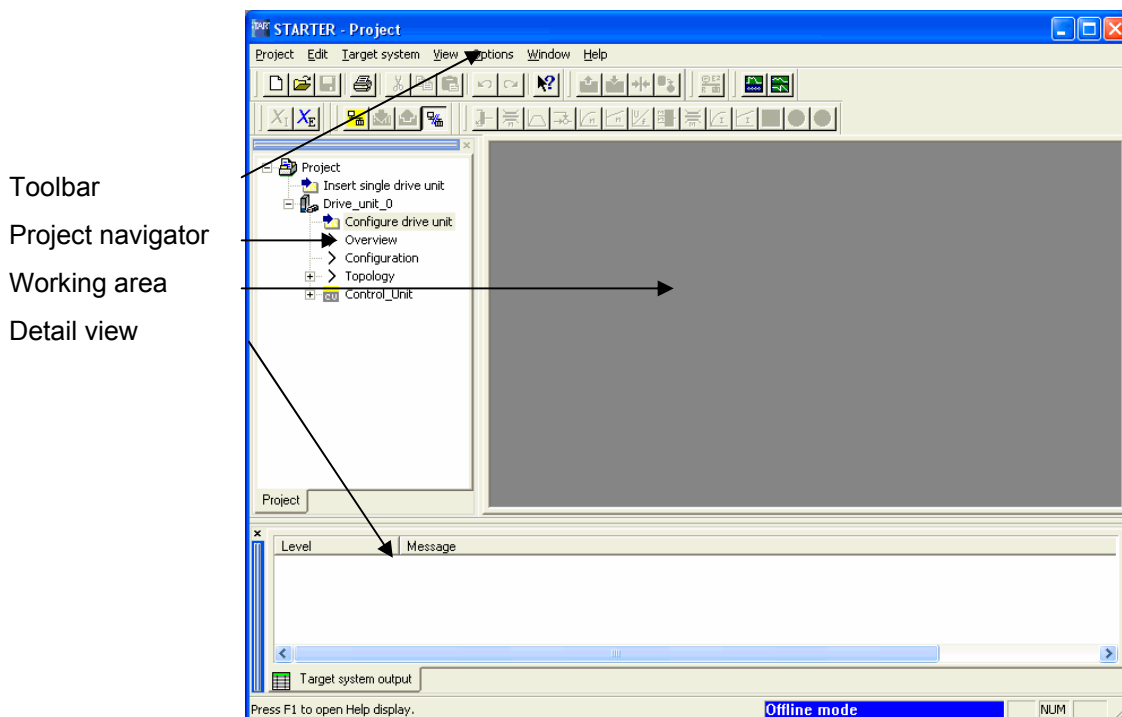 STARTER - Project
Project Edit Target system View Options Window Help
Toolbar
Project navigator
Working area
Detail view
Project
Insert single drive unit
Drive_unit_0
Configure drive unit
Overview
Configuration
Topology
Control_Unit
Project
Level Message
Target system output
Press F1 to open Help display. Offline mode NUM